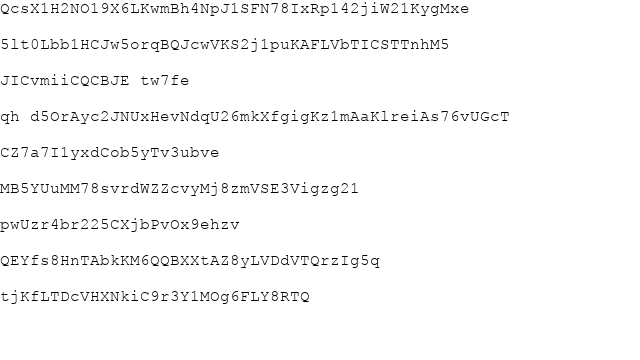 QcsX1H2NO19X6LKwmBh4NpJ1SFN78IxRp142jiW21KygMxe
5lt0Lbb1HCJw5orqBQJcwVKS2j1puKAFLVbTICSTTnhM5
JICvmiiCQCBJE tw7fe
qh d5OrAyc2JNUxHevNdqU26mkXfgigKz1mAaKlreiAs76vUGcT
CZ7a7I1yxdCob5yTv3ubve
MB5YUuMM78svrdWZZcvyMj8zmVSE3Vigzg21
pwUzr4br225CXjbPvOx9ehzv
QEYfs8HnTAbkKM6QQBXXtAZ8yLVDdVTQrzIg5q
tjKfLTDcVHXNkiC9r3Y1MOg6FLY8RTQ